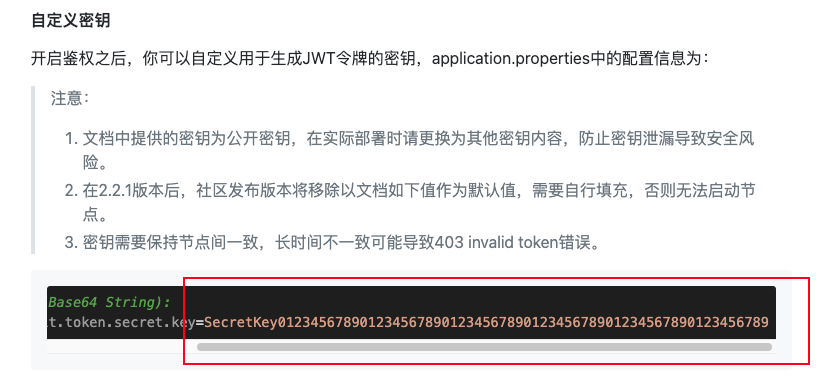 自定义密钥
开启鉴权之后，你可以自定义用于生成JWT令牌的密钥，application.properties中的配置信息为：
注意：
1. 文档中提供的密钥为公开密钥，在实际部署时请更换为其他密钥内容，防止密钥泄漏导致安全风
险。
2. 在2.2.1版本后，社区发布版本将移除以文档如下值作为默认值，需要自行填充，否则无法启动节
点。
3. 密钥需要保持节点间一致，长时间不一致可能导致403 invalid token错误。
Base64 String):
t.token.secret.key=SecretKey012345678901234567890123456789012345678901234567890123456789